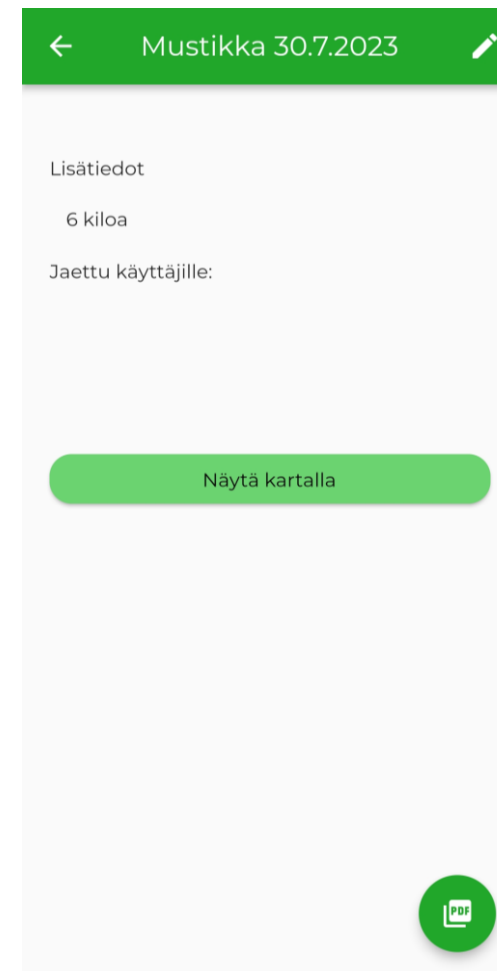 Mustikka 30.7.2023
Lisätiedot
6 kiloa
Jaettu käyttäjille:
Näytä kartalla
PDF